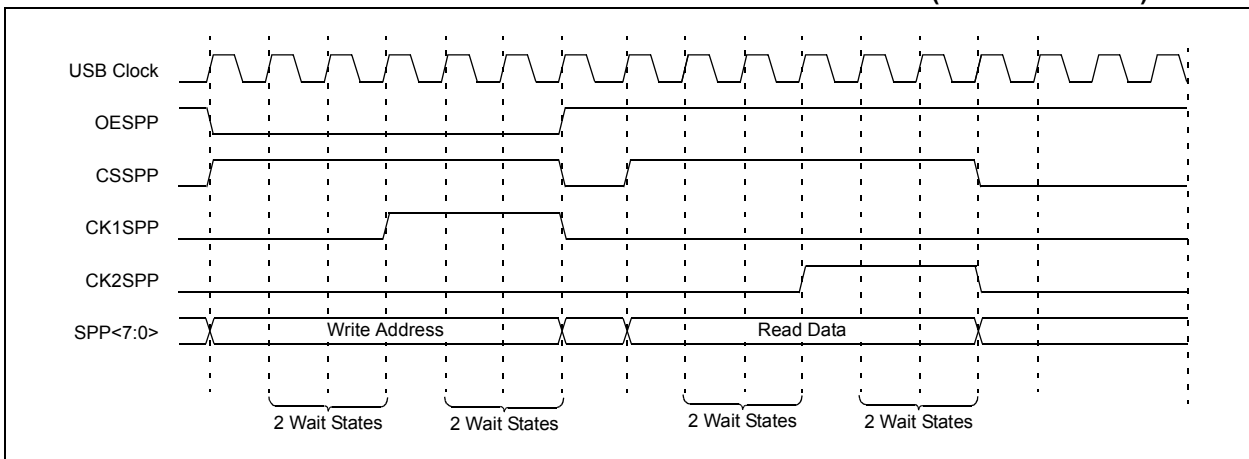 USB Clock
OESPP
CSSPP
CK1SPP
CK2SPP
SPP<7:0>
Write Address
Read Data
2 Wait States
2 Wait States
2 Wait States
2 Wait States